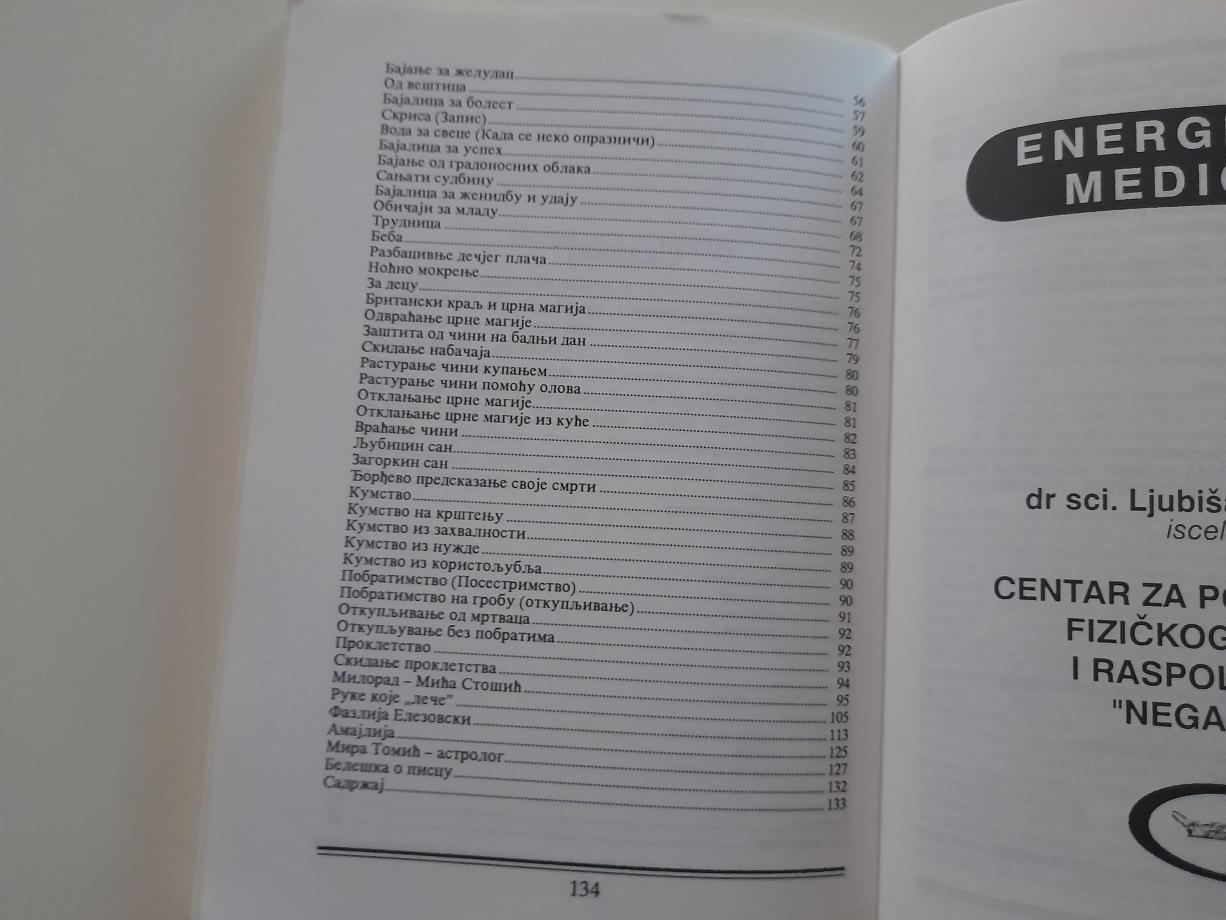 Бајање за желудац 56
Од вештица 57
Бајалица за болест 59
Скриса (Запис) 60
Вода за свеце (Када се неко опразничи) 61
Бајалица за успех 62
Бајање од градоносних облака 64
Сањати судбину 67
Бајалица за женидбу и удају 67
Обичаји за младу 68
Трудница 72
Беба 74
Разбацивње дечјег плача 75
Ноћно мокрење 75
За децу 76
Британски краљ и црна магија 76
Одвраћање црне магије 77
Заштита од чини на бадњи дан 79
Скидање набачаја 80
Растурање чини купањем 80
Растурање чини помоћу олова 81
Отклањање црне магије 81
Отклањање црне магије из куће 82
Враћање чини 83
Љубицин сан 84
Загоркин сан 85
Ђорђево предсказање своје смрти 86
Кумство 87
Кумство на крштењу 88
Кумство из захвалности 89
Кумство из нужде 89
Кумство из користољубља 90
Побратимство (Посестримство) 90
Побратимство на гробу (откупљивање) 91
Откупљивање од мртваца 92
Откупљување без побратима 92
Проклетство 93
Скидање проклетства 94
Милорад – Мића Стошић 95
Руке које „лече” 105
Фазлија Елезовски 113
Амајлија 125
Мира Томић – астролог 127
Белешка о писцу 132
Садржај 133
134
ENERG
MEDIC
dr sci. Ljubiša
iscel
CENTAR ZA PO
FIZIČKOG
I RASPOL
"NEGA